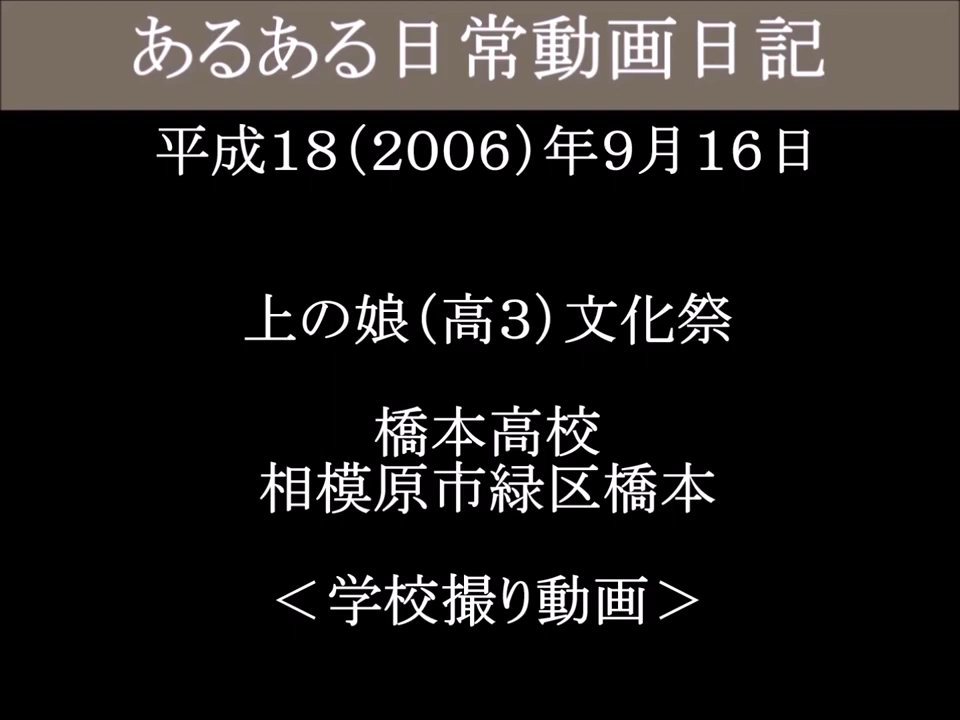 あるある日常動画日記
平成１８（２００６）年９月１６日
上の娘（高３）文化祭
橋本高校
相模原市緑区橋本
＜学校撮り動画＞